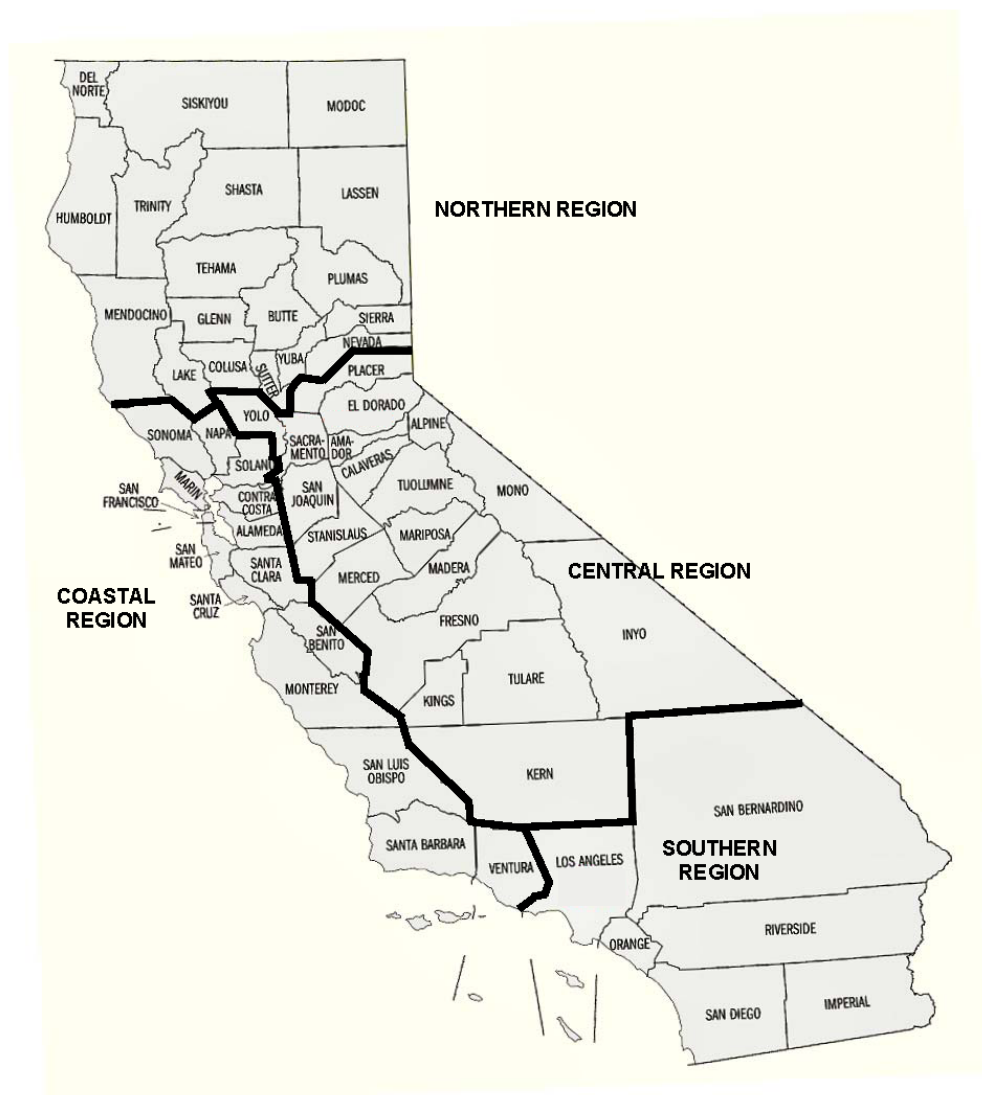 DEL
NORTE
SISKIYOU
MODOC
HUMBOLDT
TRINITY
SHASTA
LASSEN
NORTHERN REGION
TEHAMA
PLUMAS
MENDOCINO
GLENN
BUTTE
SIERRA
NEVADA
LAKE
COLUSA
SUTTER
YUBA
PLACER
SONOMA
NAPA
YOLO
EL DORADO
ALPINE
SACRA-
MENTO
AMA-
DOR
SOLANO
CALAVERAS
MARIN
SAN
FRANCISCO
CONTRA
COSTA
SAN
JOAQUIN
TUOLUMNE
MONO
ALAMEDA
STANISLAUS
MARIPOSA
SAN
MATEO
SANTA
CLARA
MERCED
MADERA
CENTRAL REGION
COASTAL
REGION
SANTA
CRUZ
FRESNO
SAN
BENITO
INYO
MONTEREY
KINGS
TULARE
SAN LUIS
OBISPO
KERN
SAN BERNARDINO
SANTA BARBARA
VENTURA
LOS ANGELES
SOUTHERN
REGION
ORANGE
RIVERSIDE
SAN DIEGO
IMPERIAL